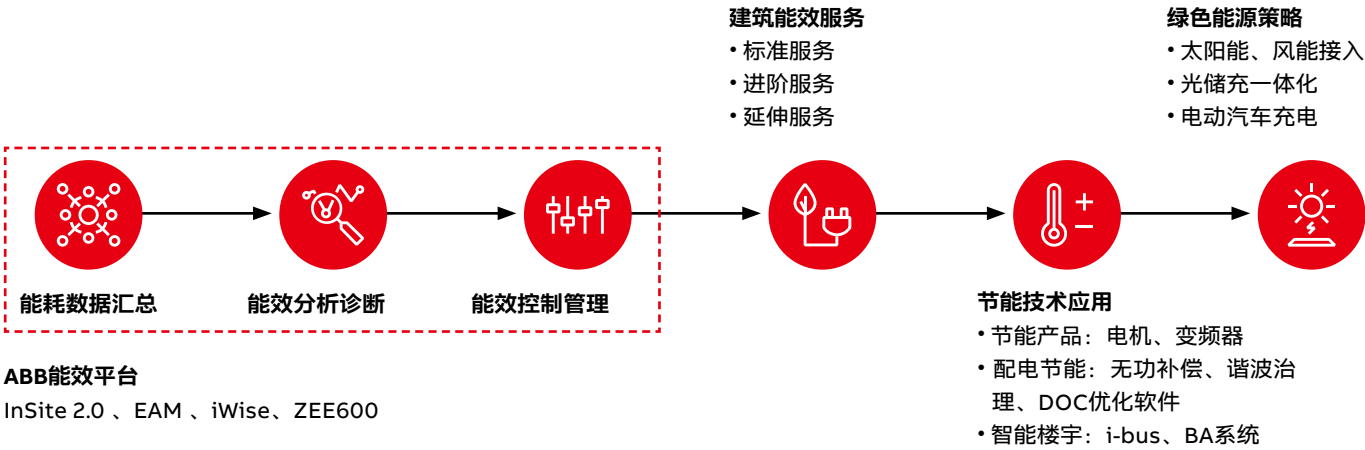 建筑能效服务
• 标准服务
• 进阶服务
• 延伸服务
绿色能源策略
• 太阳能、风能接入
• 光储充一体化
• 电动汽车充电
能耗数据汇总
能效分析诊断
能效控制管理
ABB能效平台
InSite 2.0 、EAM 、iWise、ZEE600
节能技术应用
• 节能产品：电机、变频器
• 配电节能：无功补偿、谐波治
理、DOC优化软件
• 智能楼宇：i-bus、BA系统